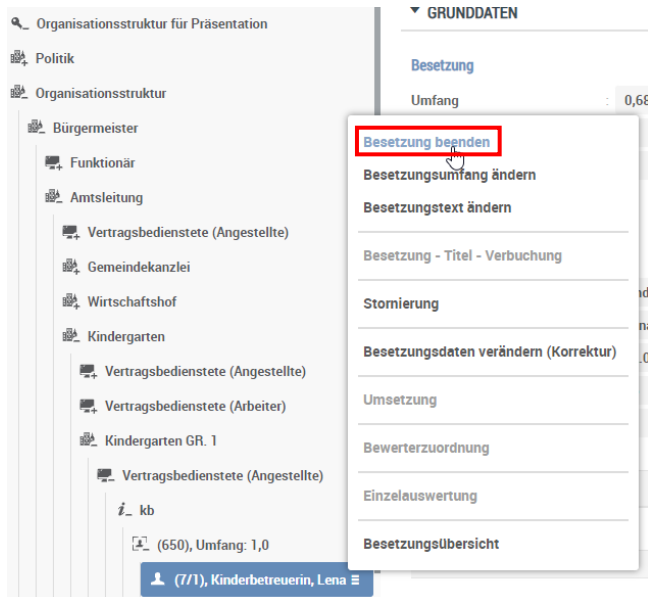 Organisationsstruktur für Präsentation
Politik
Organisationsstruktur
Bürgermeister
Funktionär
Amtsleitung
Vertragsbedienstete (Angestellte)
Gemeindekanzlei
Wirtschaftshof
Kindergarten
Vertragsbedienstete (Angestellte)
Vertragsbedienstete (Arbeiter)
Kindergarten GR. 1
Vertragsbedienstete (Angestellte)
kb
(650), Umfang: 1,0
(7/1), Kinderbetreuerin, Lena
GRUNDDATEN
Besetzung
Umfang : 0,68
Besetzung beenden
Besetzungsumfang ändern
Besetzungstext ändern
Besetzung - Titel - Verbuchung
Stornierung
Besetzungsdaten verändern (Korrektur)
Umsetzung
Bewerterzuordnung
Einzelauswertung
Besetzungsübersicht